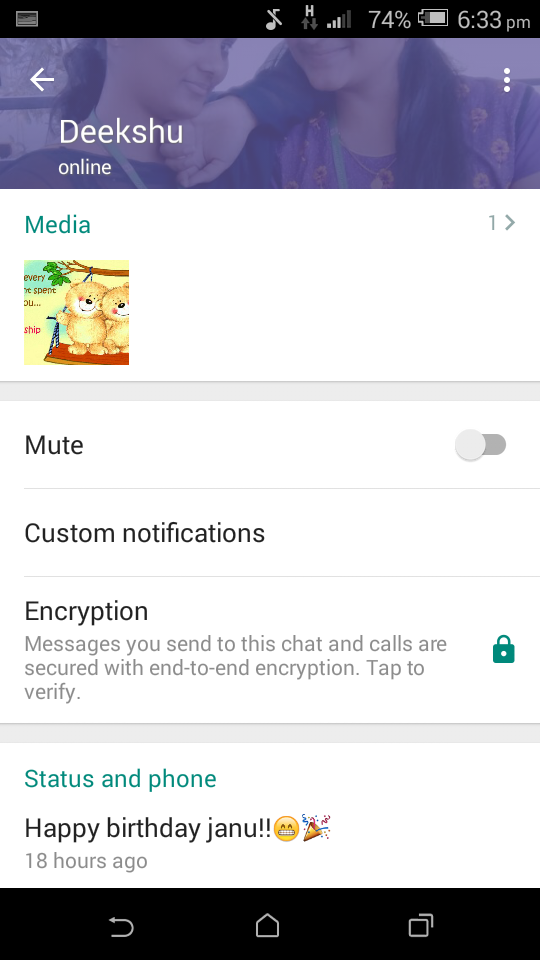 H 74% 6:33 pm
Deekshu
online
Media 1
every
nt spent
ou...
ship
Mute
Custom notifications
Encryption
Messages you send to this chat and calls are
secured with end-to-end encryption. Tap to
verify.
Status and phone
Happy birthday janu!!😁🎉
18 hours ago